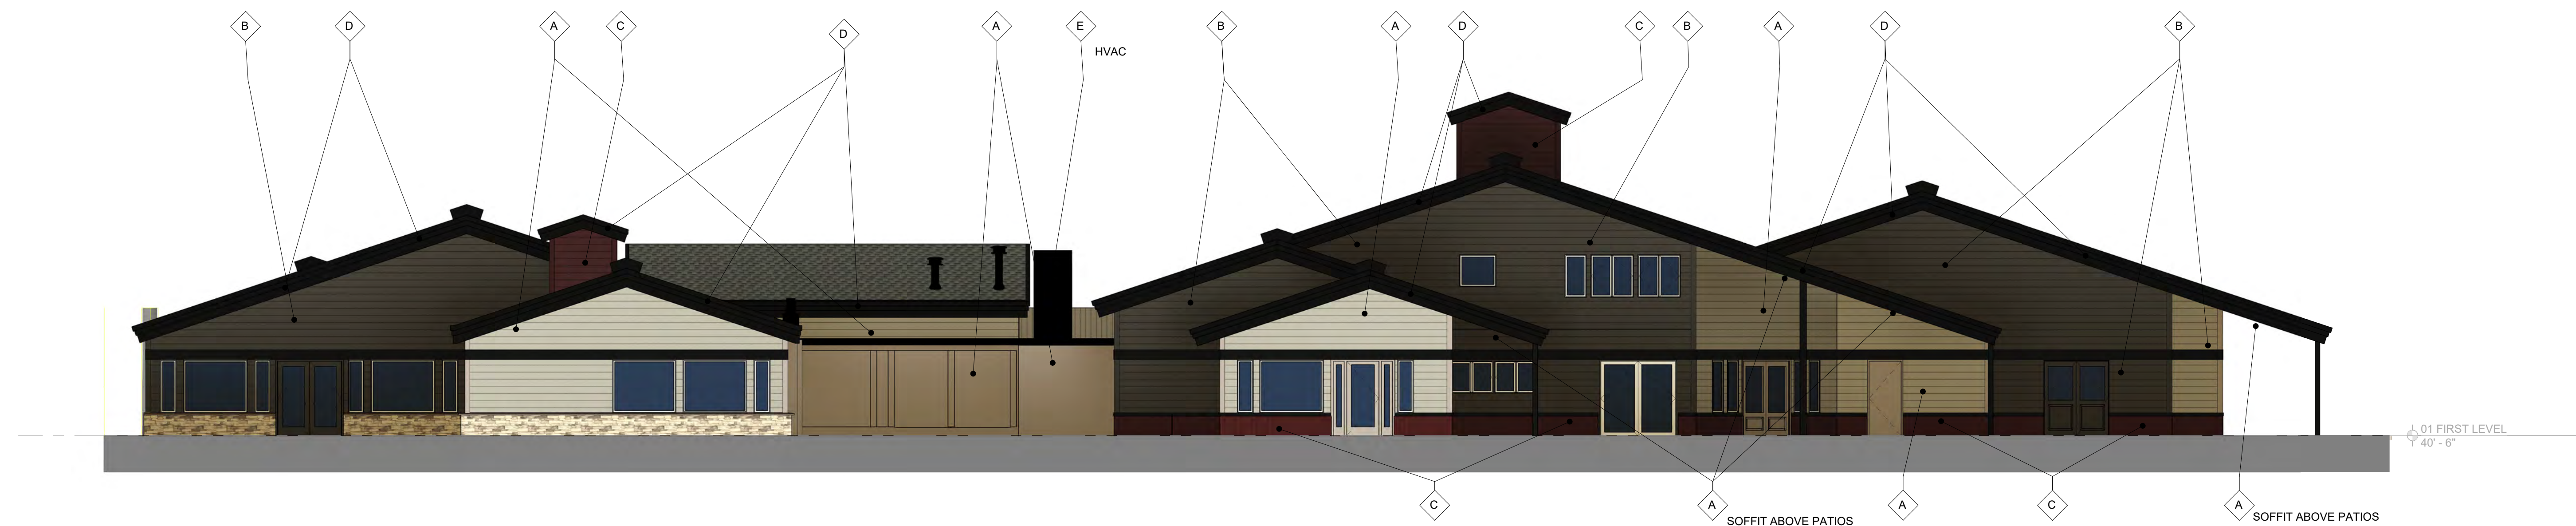 B D A C D A E B A D C B A D B
HVAC
01 FIRST LEVEL
40' - 6"
C A A C A
SOFFIT ABOVE PATIOS SOFFIT ABOVE PATIOS